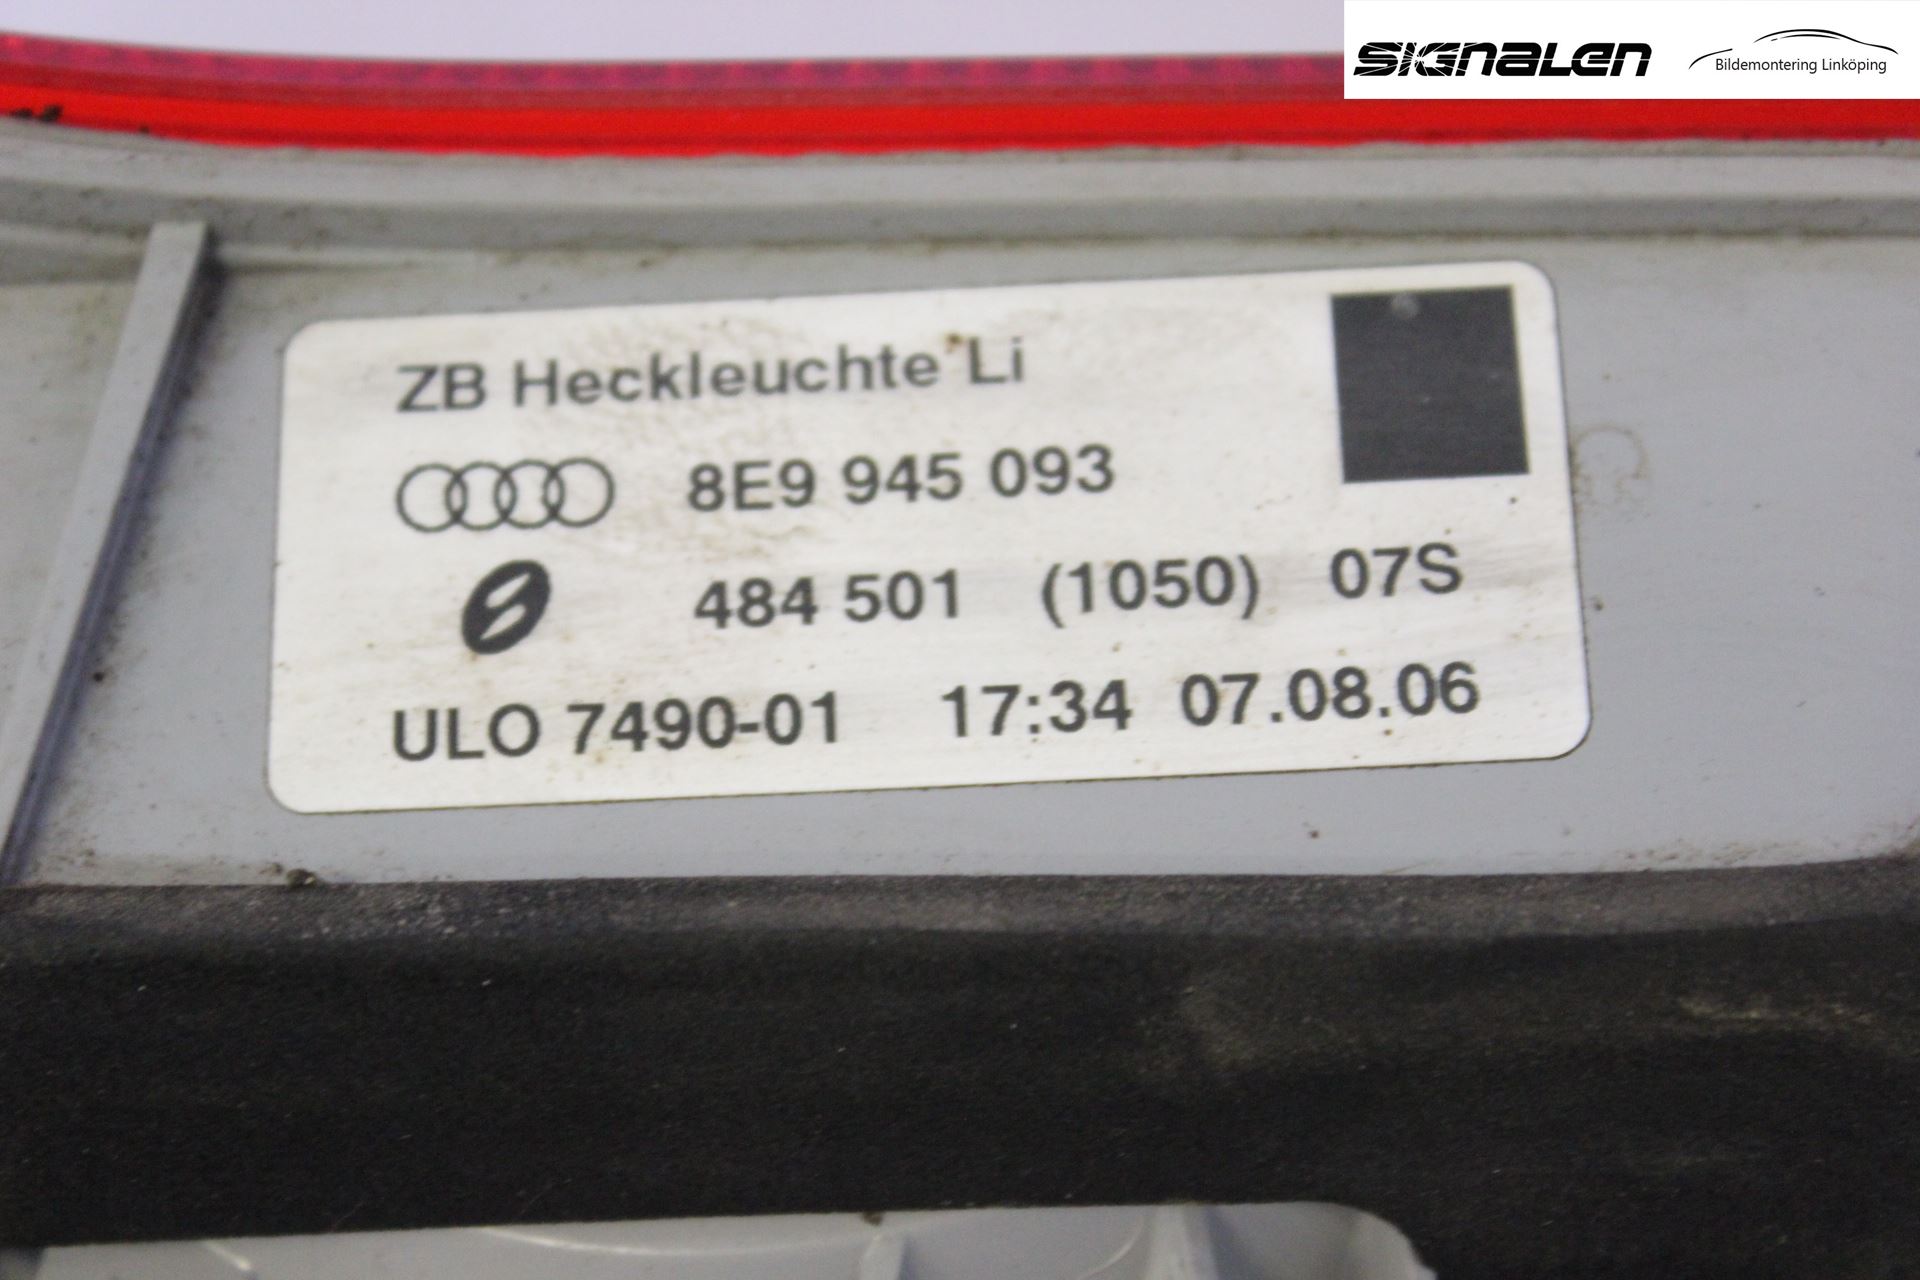 SIGNALEN
Bildemontering Linköping
ZB Heckleuchte Li
8E9 945 093
484 501 (1050) 07S
ULO 7490-01 17:34 07.08.06